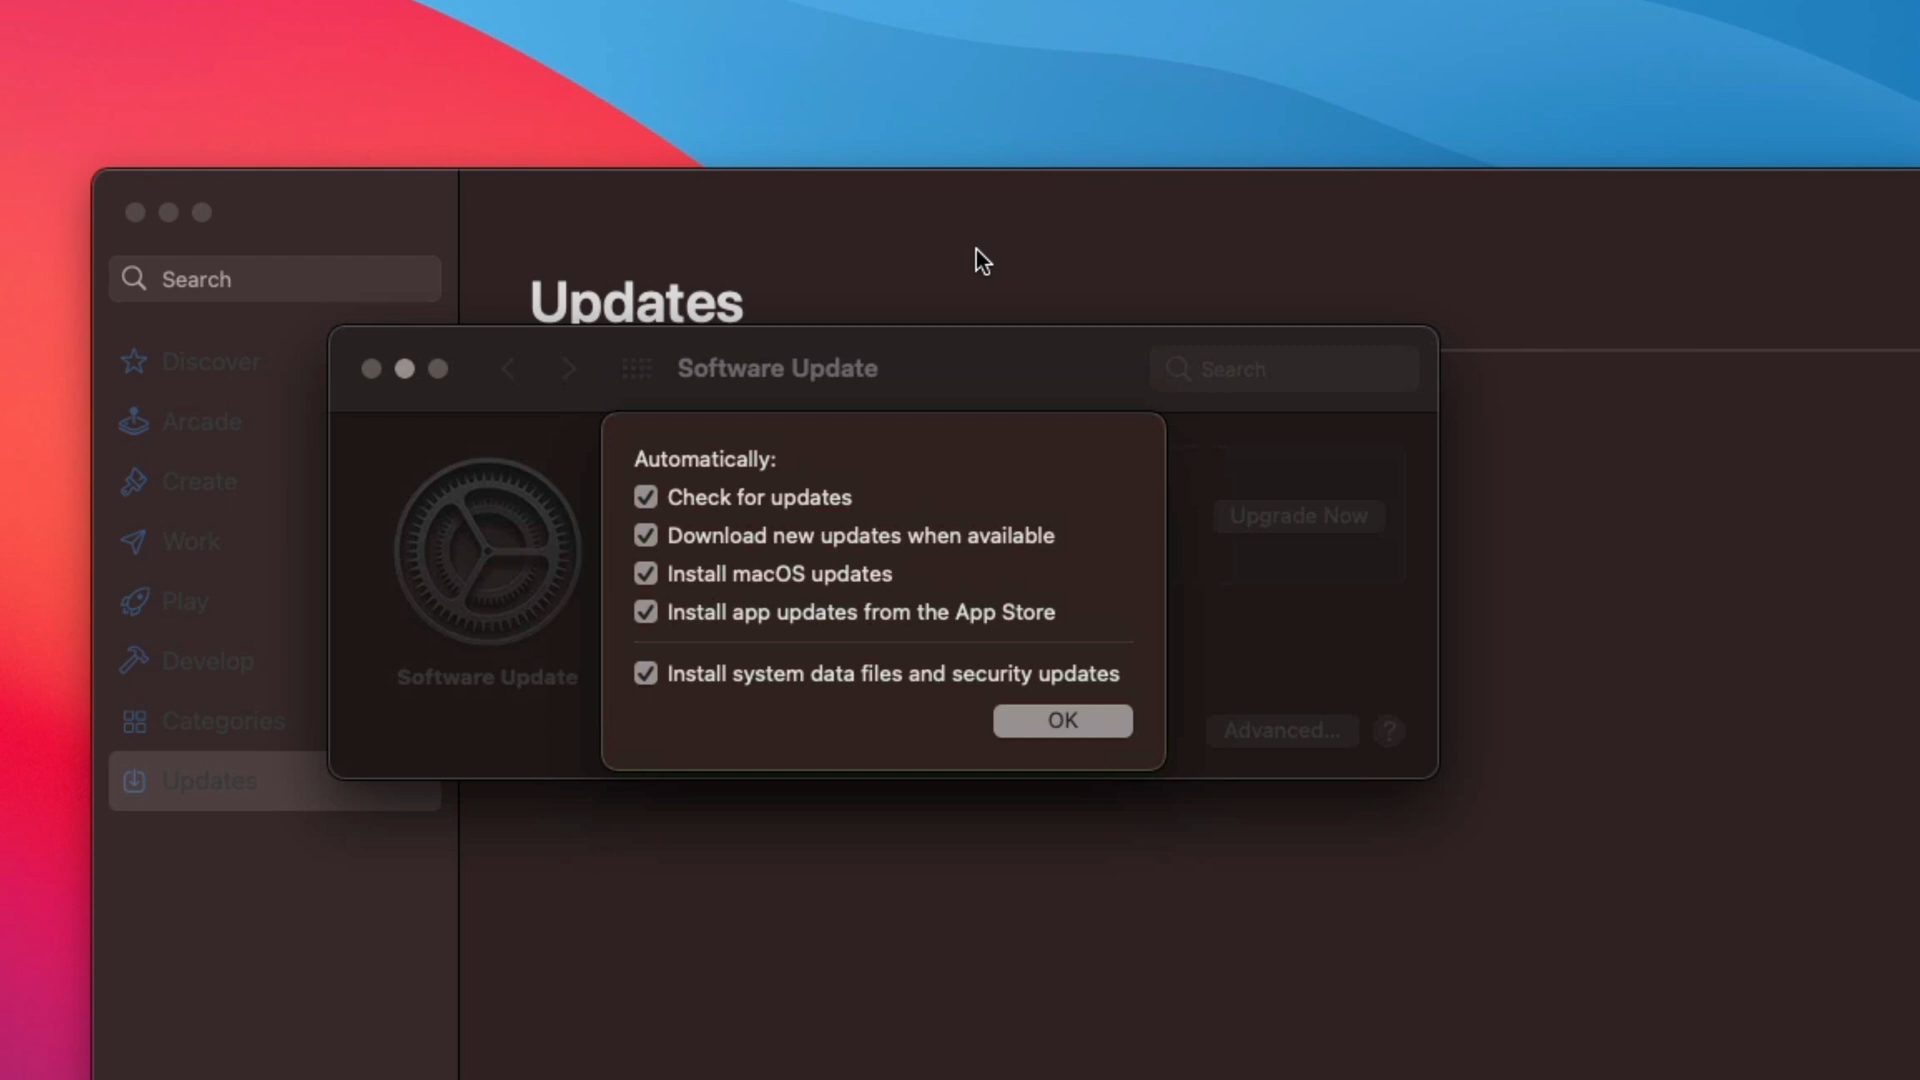 Search
Updates
Discover
Arcade
Create
Work
Play
Develop
Categories
Updates
Software Update
Search
Software Update
Automatically:
Check for updates
Download new updates when available
Install macOS updates
Install app updates from the App Store
Install system data files and security updates
OK
Upgrade Now
Advanced...
?